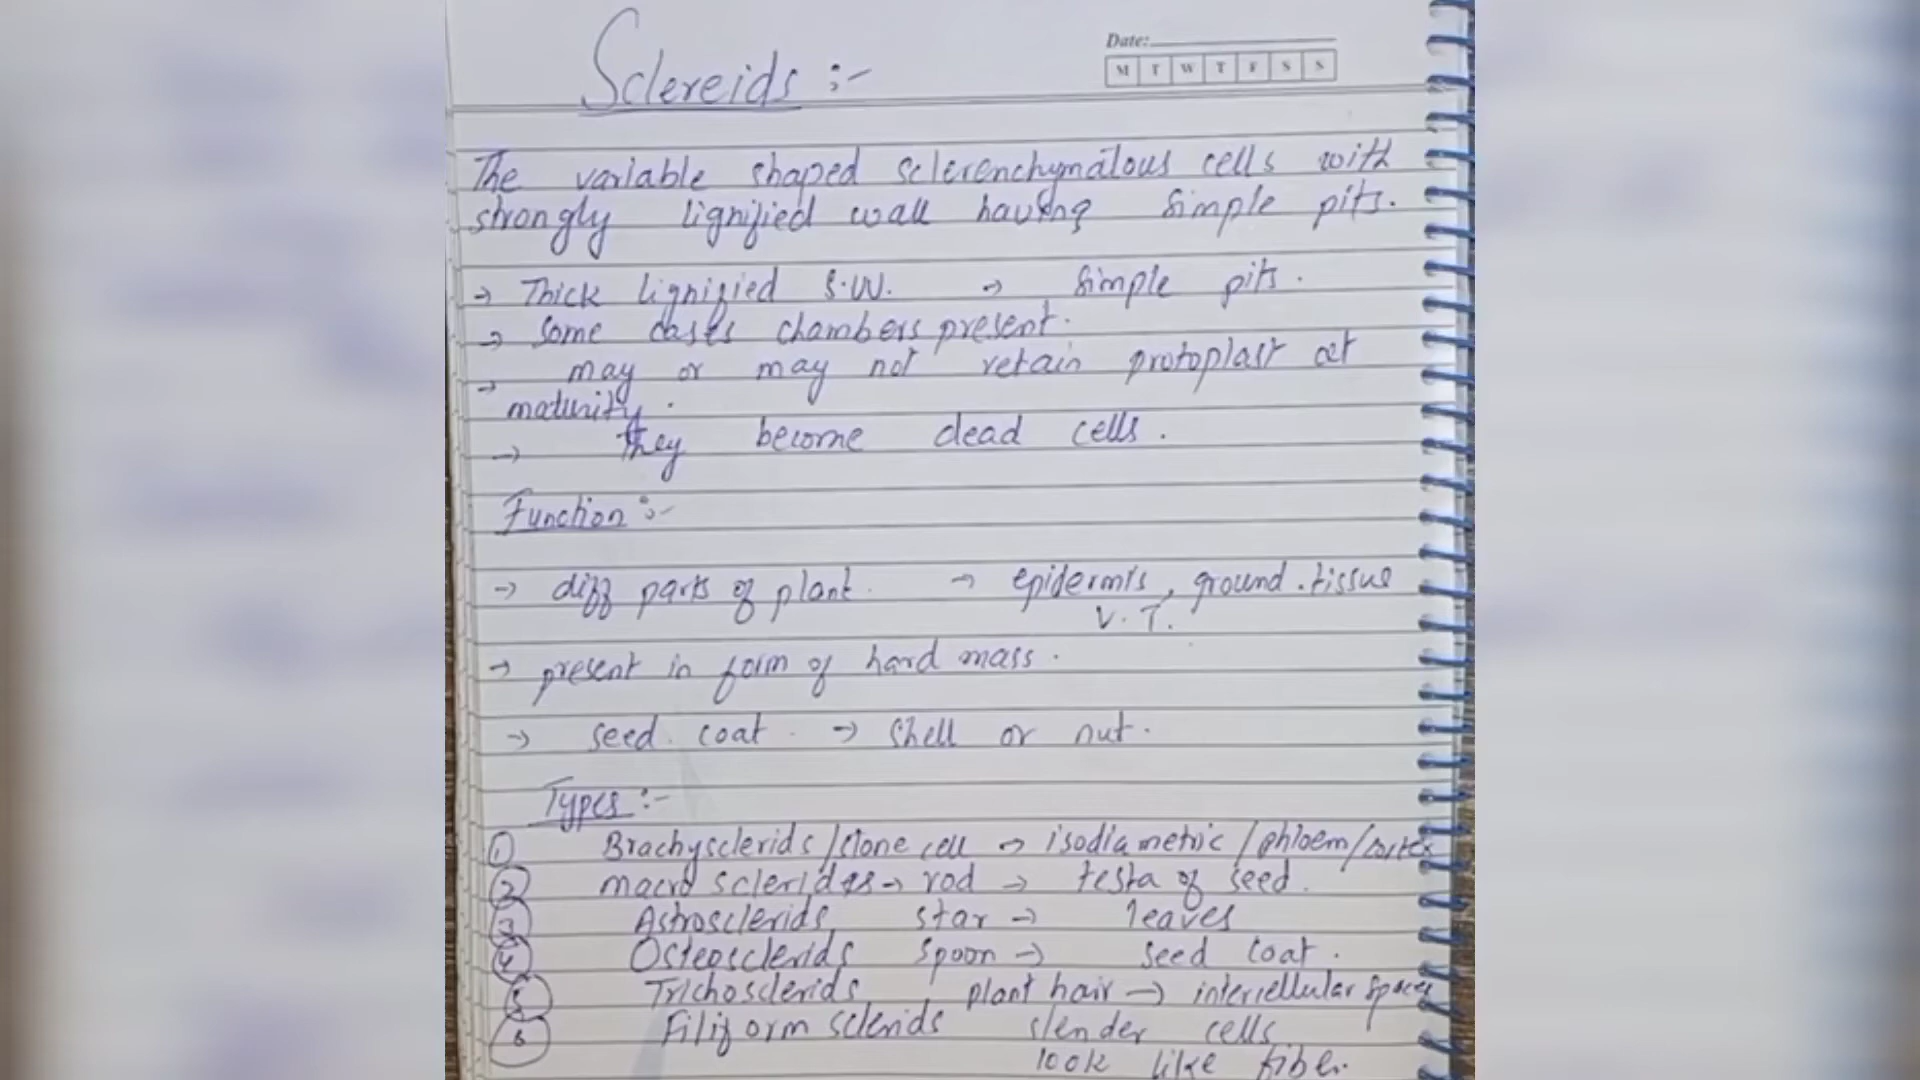 Sclereids :-
Date:
M T W T F S S
The variable shaped sclerenchymatous cells with
strongly lignified wall having simple pits.
→ Thick lignified S.W. → Simple pits.
→ Some cases chambers present.
→ may or may not retain protoplast at
maturity.
→ they become dead cells.
Function :-
→ diff parts of plant. → epidermis, ground.tissue
V.T.
→ present in form of hard mass.
→ seed coat. → shell or nut.
Types :-
① Brachysclerids/stone cell → isodiametric/phloem/cortex
② macro sclerides → rod → testa of seed.
③ Astrosclerids star → leaves
④ Osteosclerids spoon → seed coat.
⑤ Trichosclerids, plant hair → intercellular spaces
⑥ Filiform sclerids slender cells
look like fiber.